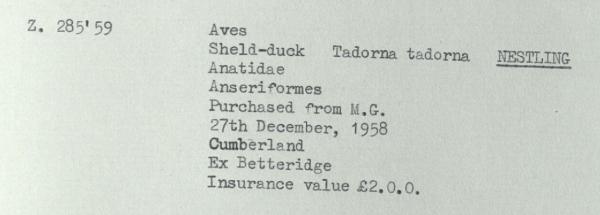 Z. 285'59 Aves
Sheld-duck Tadorna tadorna NESTLING
Anatidae
Anseriformes
Purchased from M.G.
27th December, 1958
Cumberland
Ex Betteridge
Insurance value £2.0.0.